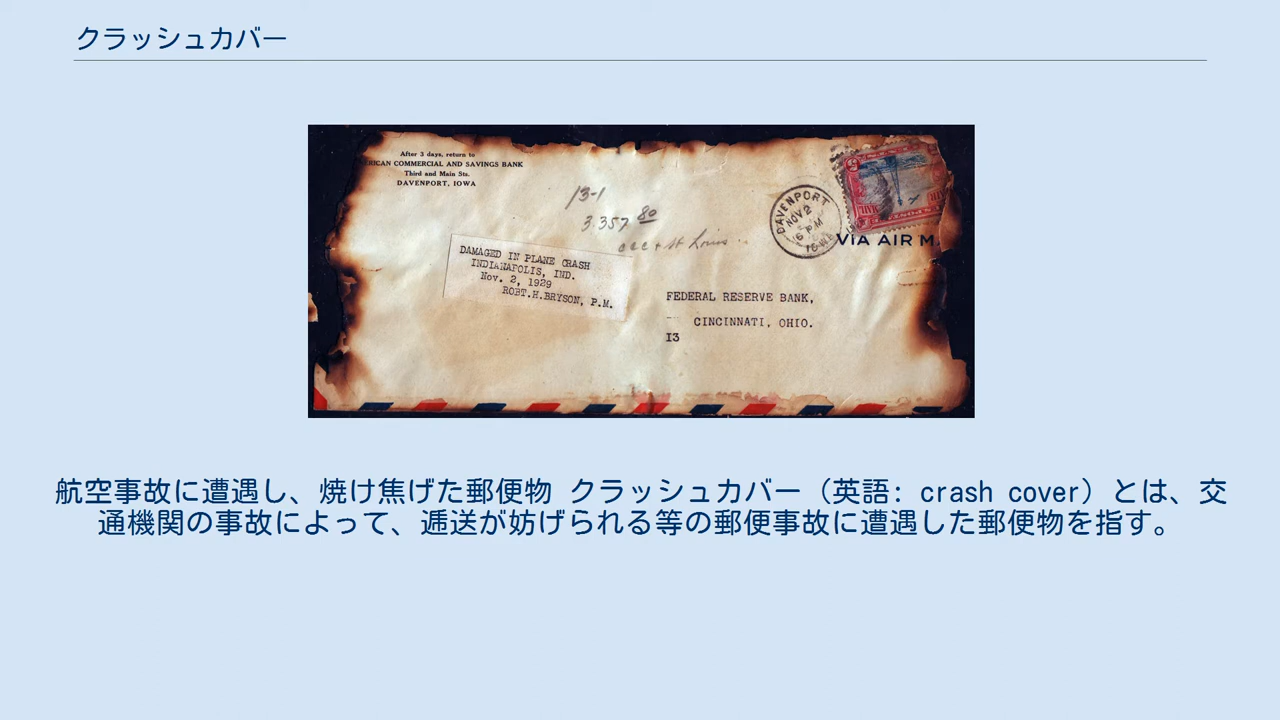 クラッシュカバー
After 3 days, return to
RICAN COMMERCIAL AND SAVINGS BANK
Third and Main Sts.
DAVENPORT, IOWA
13-1
3.357 80
DAMAGED IN PLANE CRASH
INDIANAPOLIS, IND.
Nov. 2, 1929
ROBT.H.BRYSON, P.M.
DAVENPORT
NOV 2
6 PM
VIA AIR M
FEDERAL RESERVE BANK,
CINCINNATI, OHIO.
I3
航空事故に遭遇し、焼け焦げた郵便物 クラッシュカバー（英語: crash cover）とは、交
通機関の事故によって、逓送が妨げられる等の郵便事故に遭遇した郵便物を指す。